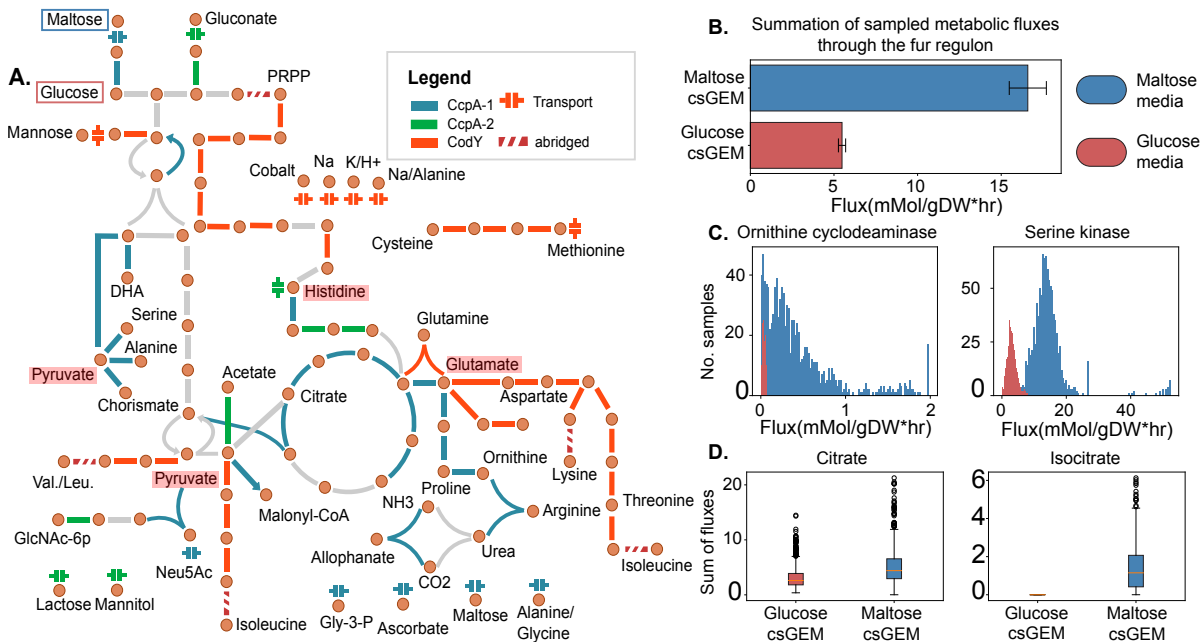 A.
Maltose
Gluconate
Glucose
PRPP
Mannose
Legend
CcpA-1
CcpA-2
CodY
Transport
abridged
Cobalt
Na
K/H+
Na/Alanine
Cysteine
Methionine
DHA
Histidine
Serine
Alanine
Pyruvate
Chorismate
Acetate
Citrate
Glutamine
Glutamate
Aspartate
Val./Leu.
Pyruvate
Malonyl-CoA
Ornithine
Proline
NH3
Lysine
Threonine
Arginine
GlcNAc-6p
Neu5Ac
Allophanate
Urea
CO2
Isoleucine
Lactose
Mannitol
Isoleucine
Gly-3-P
Ascorbate
Maltose
Alanine/
Glycine
B.
Summation of sampled metabolic fluxes
through the fur regulon
Maltose
csGEM
Glucose
csGEM
0
5
10
15
Flux(mMol/gDW*hr)
Maltose
media
Glucose
media
C.
Ornithine cyclodeaminase
No. samples
40
20
0
0
1
2
Flux(mMol/gDW*hr)
Serine kinase
50
25
0
0
20
40
Flux(mMol/gDW*hr)
D.
Citrate
Sum of fluxes
20
10
0
Glucose
csGEM
Maltose
csGEM
Isocitrate
6
4
2
0
Glucose
csGEM
Maltose
csGEM